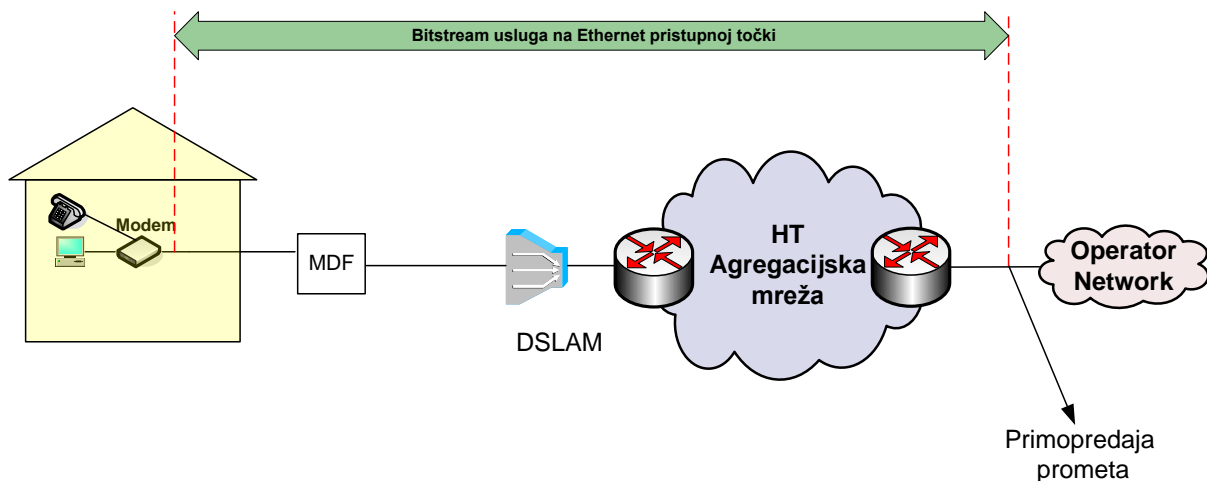 Bitstream usluga na Ethernet pristupnoj točki
Modem
MDF
DSLAM
HT
Agregacijska
mreža
Operator
Network
Primopredaja
prometa